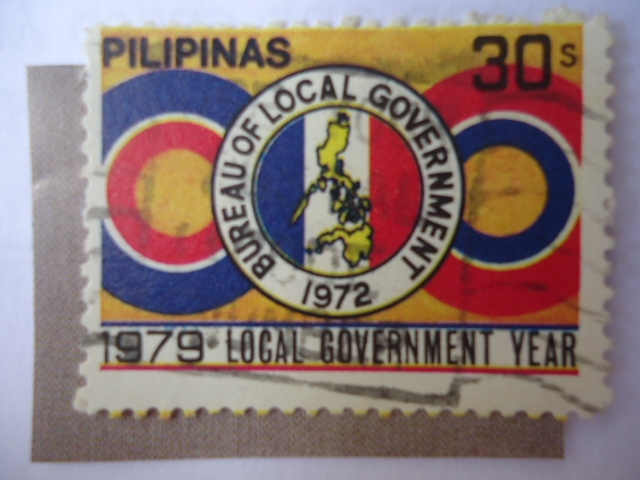 PILIPINAS 30s
BUREAU OF LOCAL GOVERNMENT
1972
1979 LOCAL GOVERNMENT YEAR